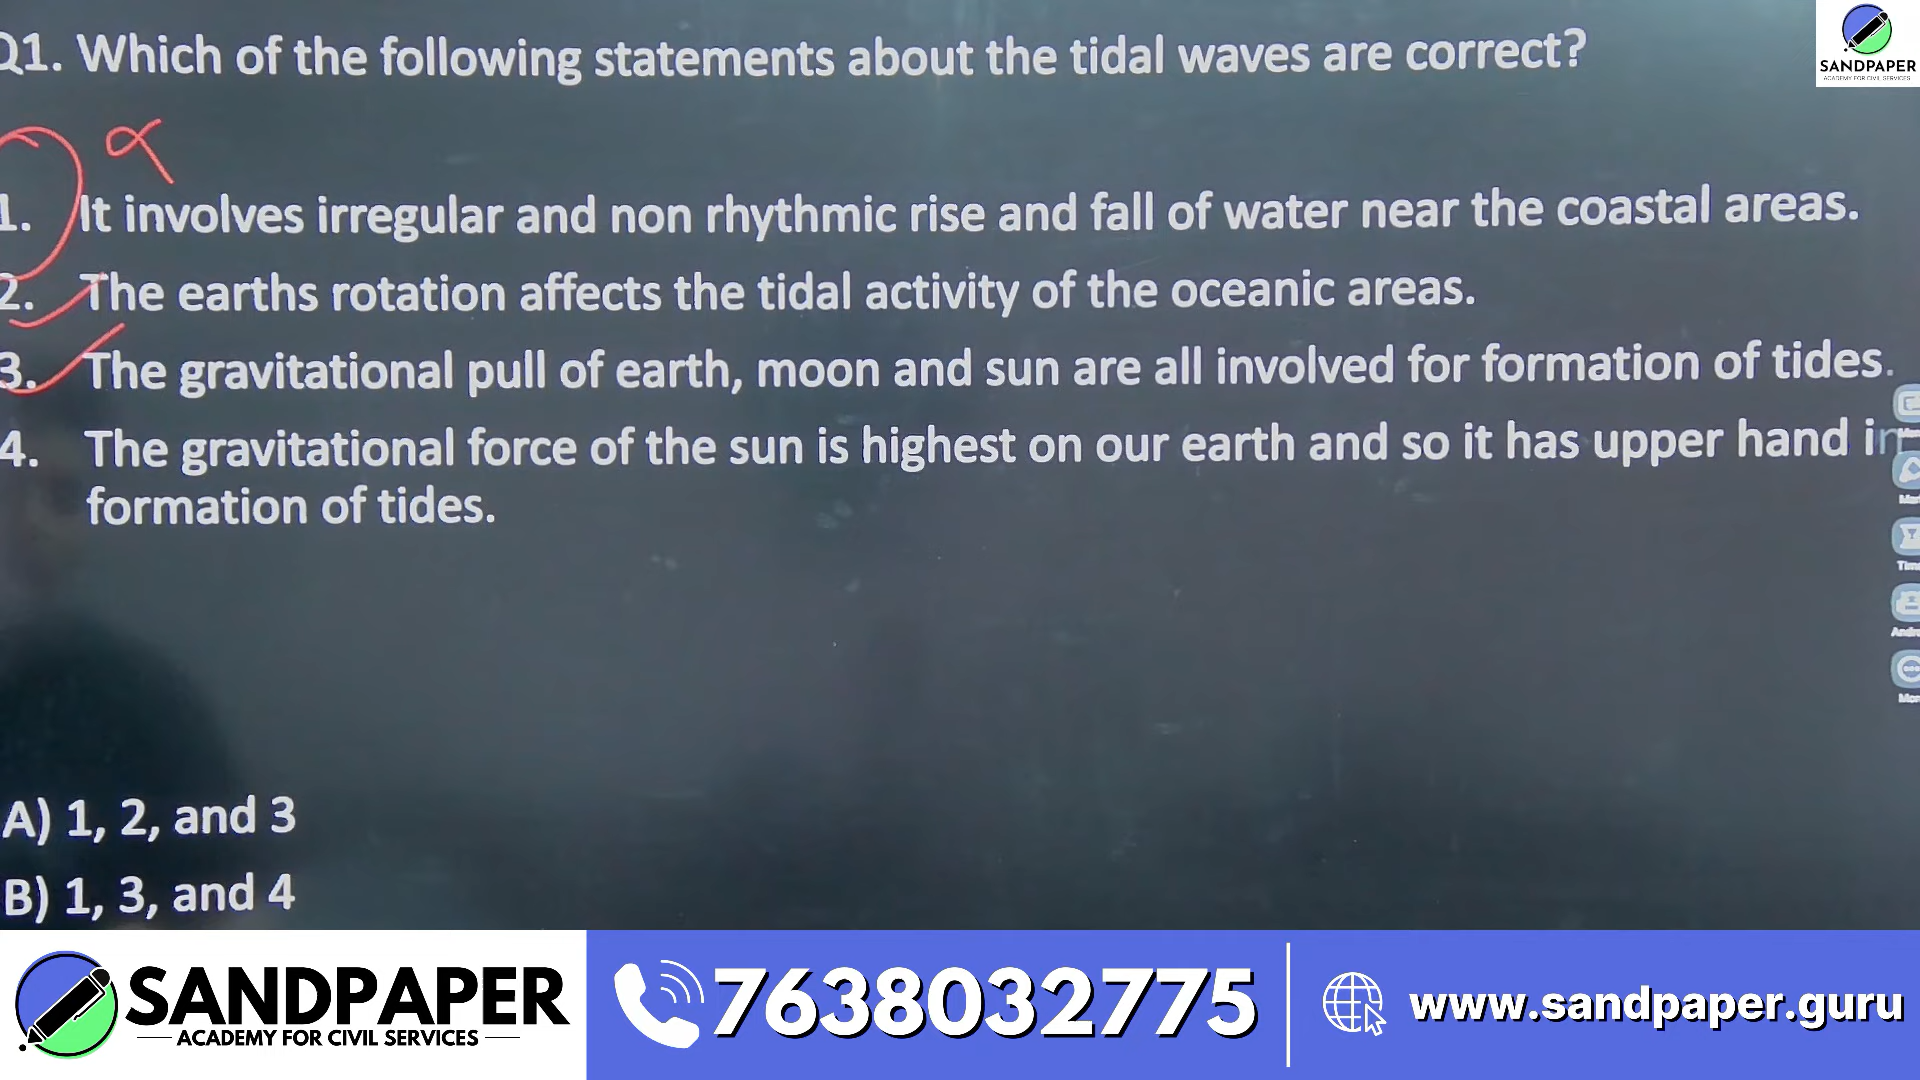 Q1. Which of the following statements about the tidal waves are correct?
SANDPAPER
ACADEMY FOR CIVIL SERVICES
1. It involves irregular and non rhythmic rise and fall of water near the coastal areas.
2. The earths rotation affects the tidal activity of the oceanic areas.
3. The gravitational pull of earth, moon and sun are all involved for formation of tides.
4. The gravitational force of the sun is highest on our earth and so it has upper hand in
formation of tides.
A) 1, 2, and 3
B) 1, 3, and 4
SANDPAPER
ACADEMY FOR CIVIL SERVICES
7638032775
www.sandpaper.guru